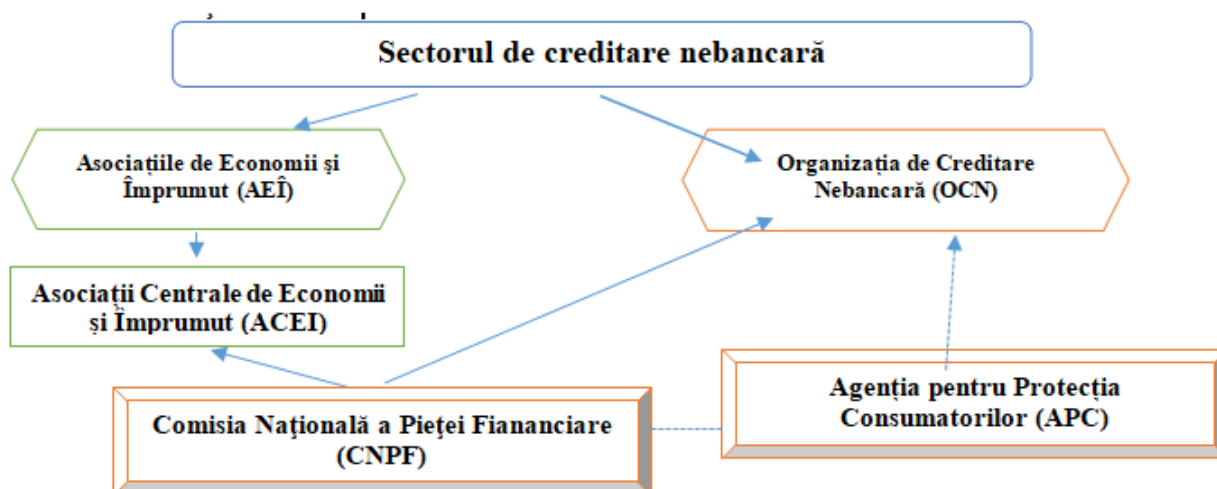 Sectorul de creditare nebancară
Asociațiile de Economii şi
Împrumut (AEÎ)
Organizația de Creditare
Nebancară (OCN)
Asociații Centrale de Economii
și Împrumut (ACEI)
Comisia Naţională a Pieţei Fiananciare
(CNPF)
Agenția pentru Protecția
Consumatorilor (APC)